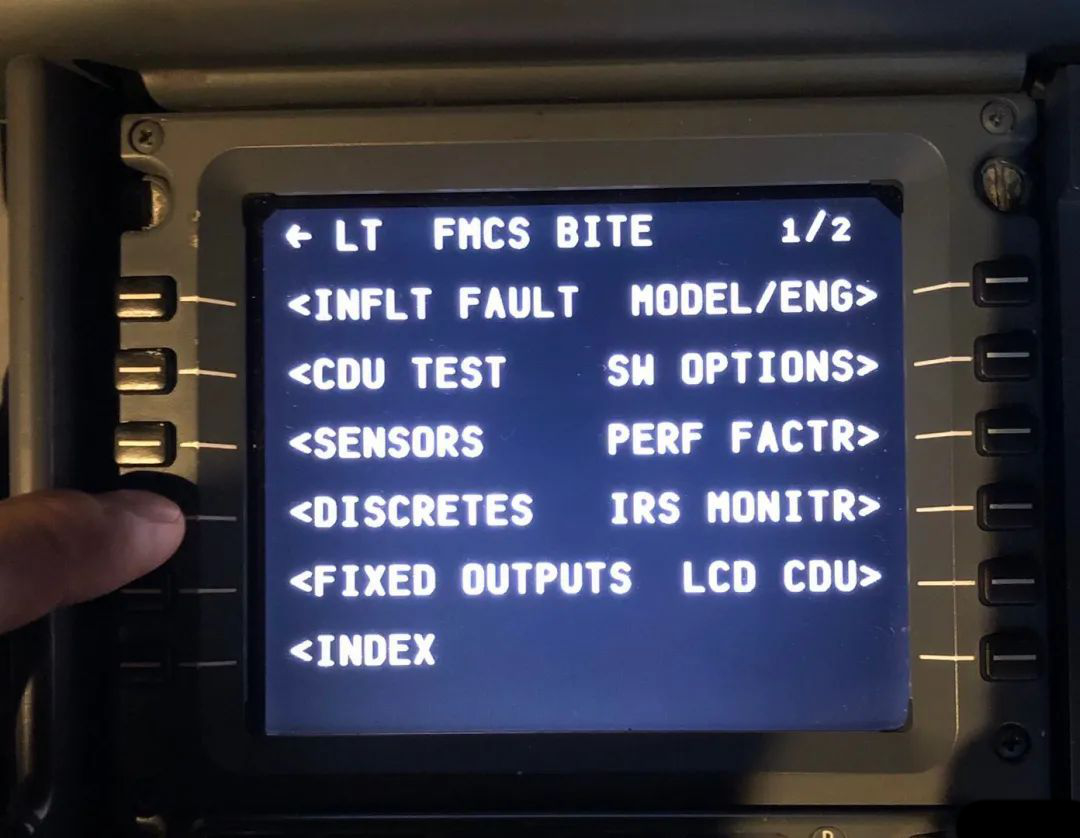 ← LT FMCS BITE 1/2
<INFLT FAULT MODEL/ENG>
<CDU TEST SW OPTIONS>
<SENSORS PERF FACTR>
<DISCRETES IRS MONITR>
<FIXED OUTPUTS LCD CDU>
<INDEX